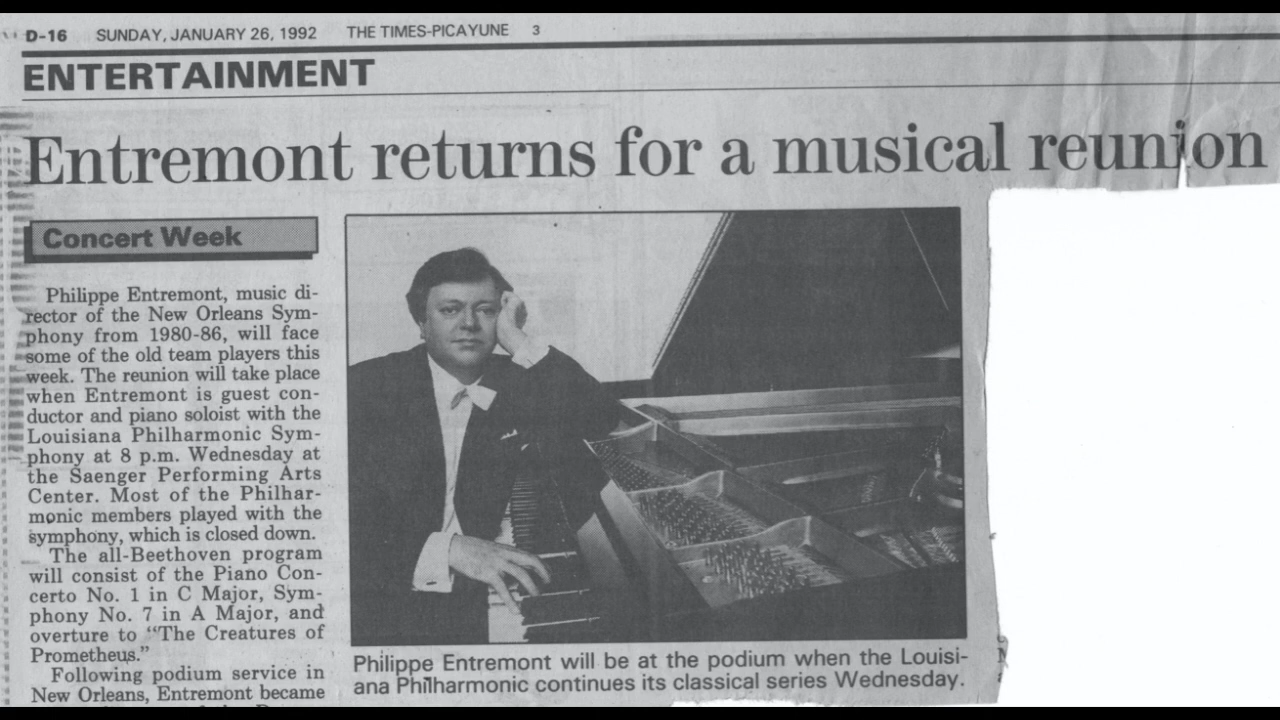 D-16 SUNDAY, JANUARY 26, 1992 THE TIMES-PICAYUNE 3
ENTERTAINMENT
Entremont returns for a musical reunion
Concert Week
Philippe Entremont, music di-
rector of the New Orleans Sym-
phony from 1980-86, will face
some of the old team players this
week. The reunion will take place
when Entremont is guest con-
ductor and piano soloist with the
Louisiana Philharmonic Sym-
phony at 8 p.m. Wednesday at
the Saenger Performing Arts
Center. Most of the Philhar-
monic members played with the
symphony, which is closed down.
The all-Beethoven program
will consist of the Piano Con-
certo No. 1 in C Major, Sym-
phony No. 7 in A Major, and
overture to “The Creatures of
Prometheus.”
Following podium service in
New Orleans, Entremont became
Philippe Entremont will be at the podium when the Louisi-
ana Philharmonic continues its classical series Wednesday.